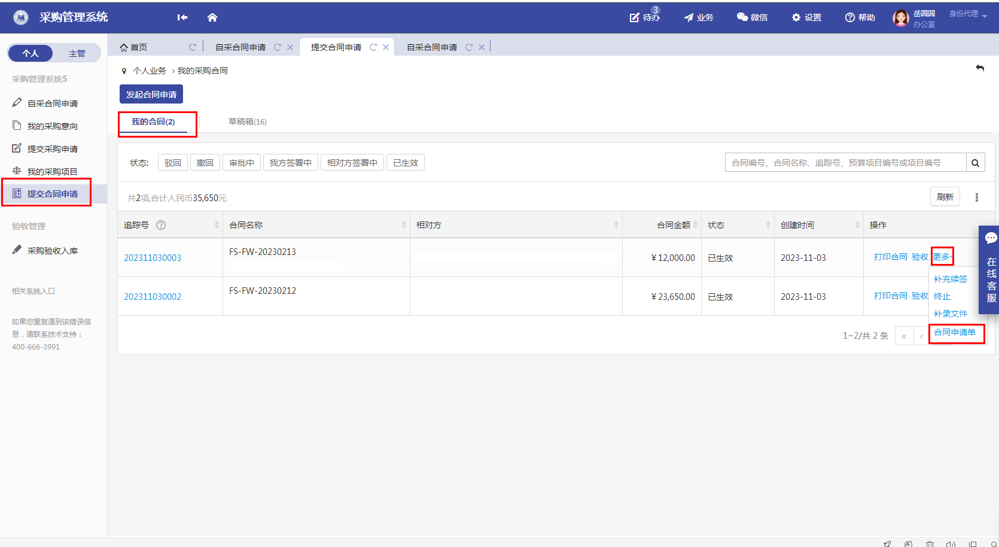 采购管理系统
待办 3
业务
微信
设置
帮助
岳圆圆
办公室
身份代理
个人 主管
采购管理系统5
自采合同申请
我的采购意向
提交采购申请
我的采购项目
提交合同申请
验收管理
采购验收入库
相关系统入口
如果您重复遇到该错误信
息，请联系技术支持：
400-666-3991
首页 自采合同申请 提交合同申请 自采合同申请
个人业务 › 我的采购合同
发起合同申请
我的合同(2) 草稿箱(16)
状态: 驳回 撤回 审批中 我方签署中 相对方签署中 已生效
合同编号、合同名称、追踪号、预算项目编号或项目编号
共2项,合计人民币35,650元
刷新
追踪号 ? 合同名称 相对方 合同金额 状态 创建时间 操作
202311030003 FS-FW-20230213 ￥12,000.00 已生效 2023-11-03 打印合同 验收 更多
202311030002 FS-FW-20230212 ￥23,650.00 已生效 2023-11-03 打印合同 验收
补充续签
终止
补录文件
合同申请单
1~2/共 2 条 « ‹
在线客服